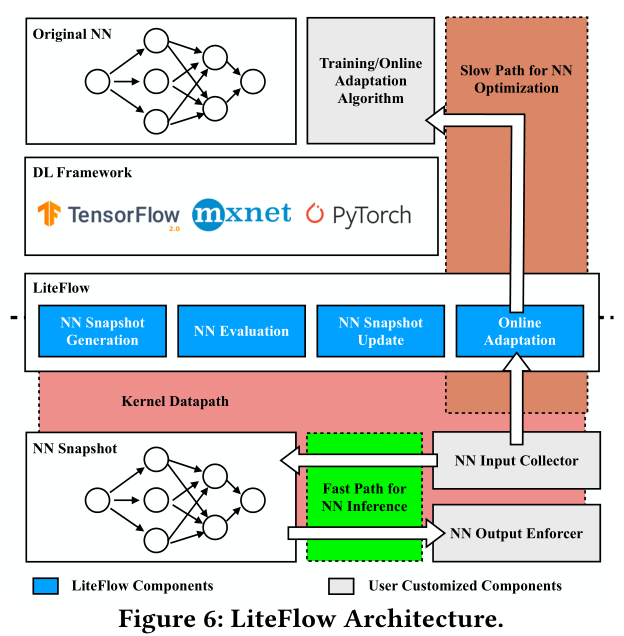 Original NN
Training/Online
Adaptation
Algorithm
Slow Path for NN
Optimization
DL Framework
TensorFlow
2.0
mxnet
PyTorch
LiteFlow
NN Snapshot
Generation
NN Evaluation
NN Snapshot
Update
Online
Adaptation
Kernel Datapath
NN Snapshot
Fast Path for
NN Inference
NN Input Collector
NN Output Enforcer
LiteFlow Components
User Customized Components
Figure 6: LiteFlow Architecture.